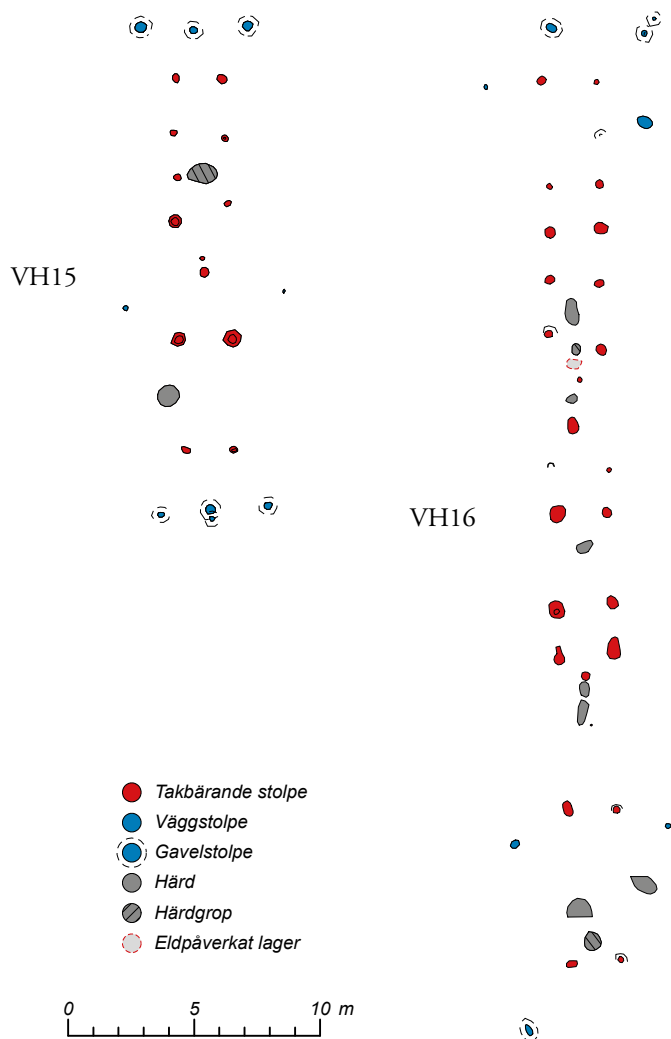 VH15
VH16
Takbärande stolpe
Väggstolpe
Gavelstolpe
Härd
Härdgrop
Eldpåverkat lager
0 5 10 m